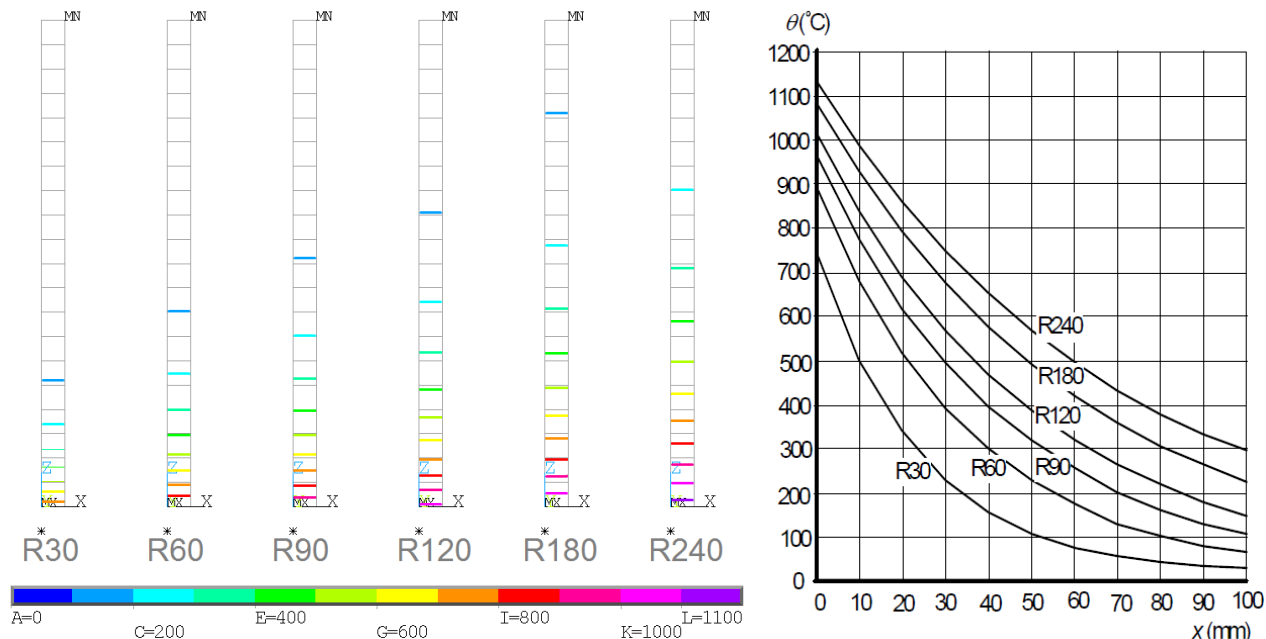 MN MN MN MN MN MN
Z Z Z Z Z Z
MX X MX X MX X MX X MX X MX X
* * * * * *
R30 R60 R90 R120 R180 R240
A=0 E=400 I=800 L=1100
C=200 G=600 K=1000
θ(°C)
1200
1100
1000
900
800
700
600
500
400
300
200
100
0
R240
R180
R120
R90
R60
R30
0 10 20 30 40 50 60 70 80 90 100
x(mm)